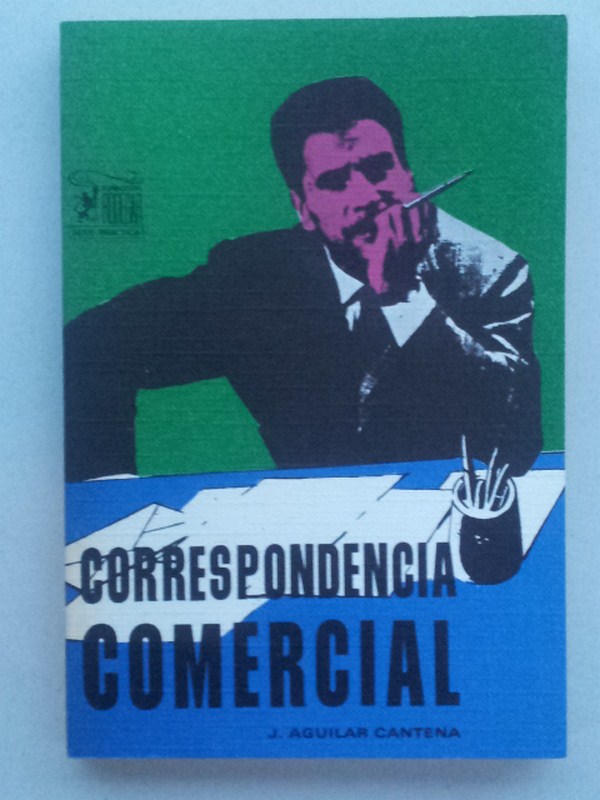 CORRESPONDENCIA
COMERCIAL
J. AGUILAR CANTENA